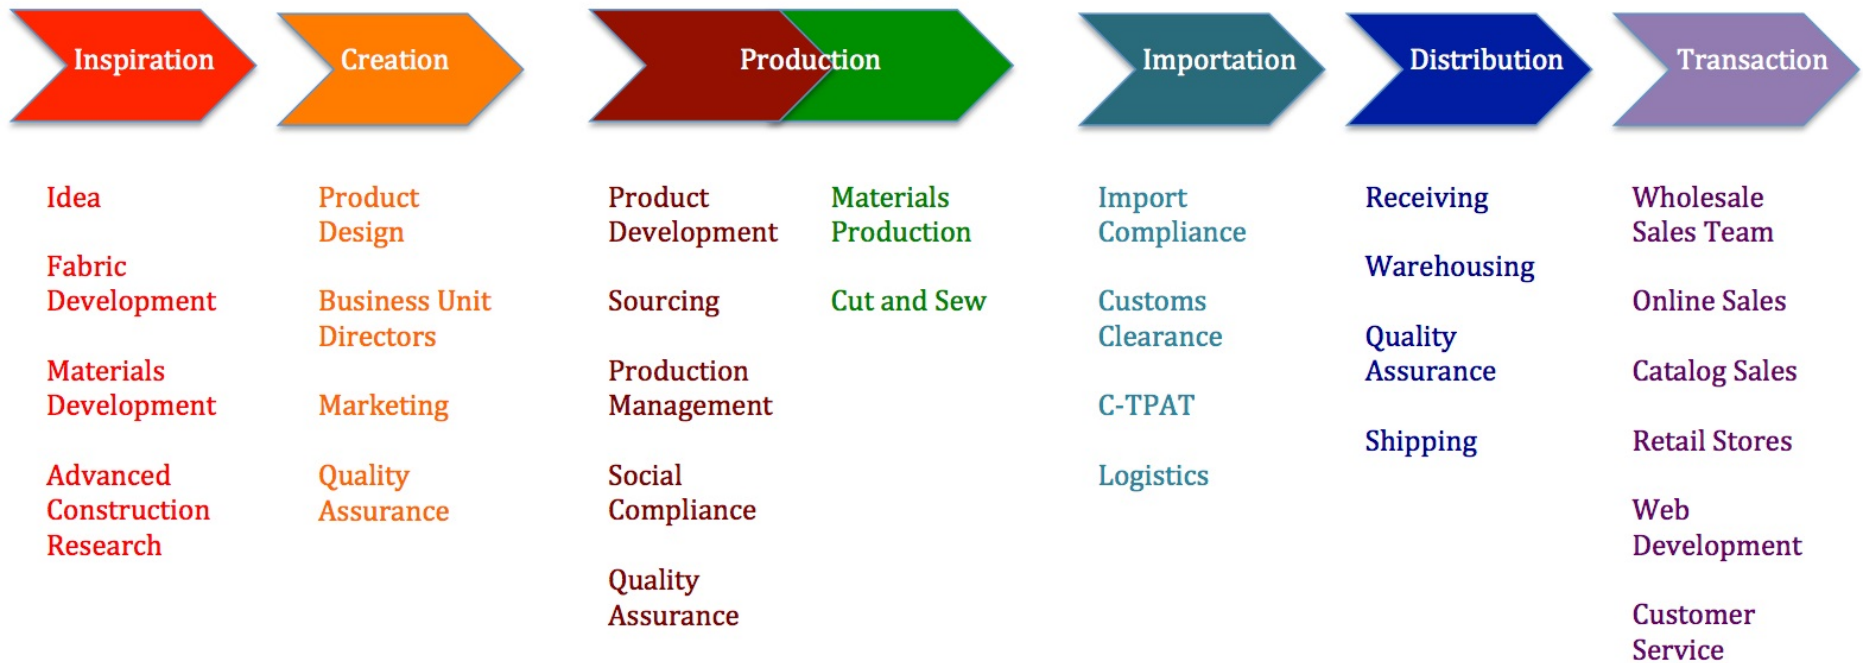 Inspiration
Creation
Production
Importation
Distribution
Transaction
Idea
Fabric
Development
Materials
Development
Advanced
Construction
Research
Product
Design
Business Unit
Directors
Marketing
Quality
Assurance
Product
Development
Sourcing
Production
Management
Social
Compliance
Quality
Assurance
Materials
Production
Cut and Sew
Import
Compliance
Customs
Clearance
C-TPAT
Logistics
Receiving
Warehousing
Quality
Assurance
Shipping
Wholesale
Sales Team
Online Sales
Catalog Sales
Retail Stores
Web
Development
Customer
Service